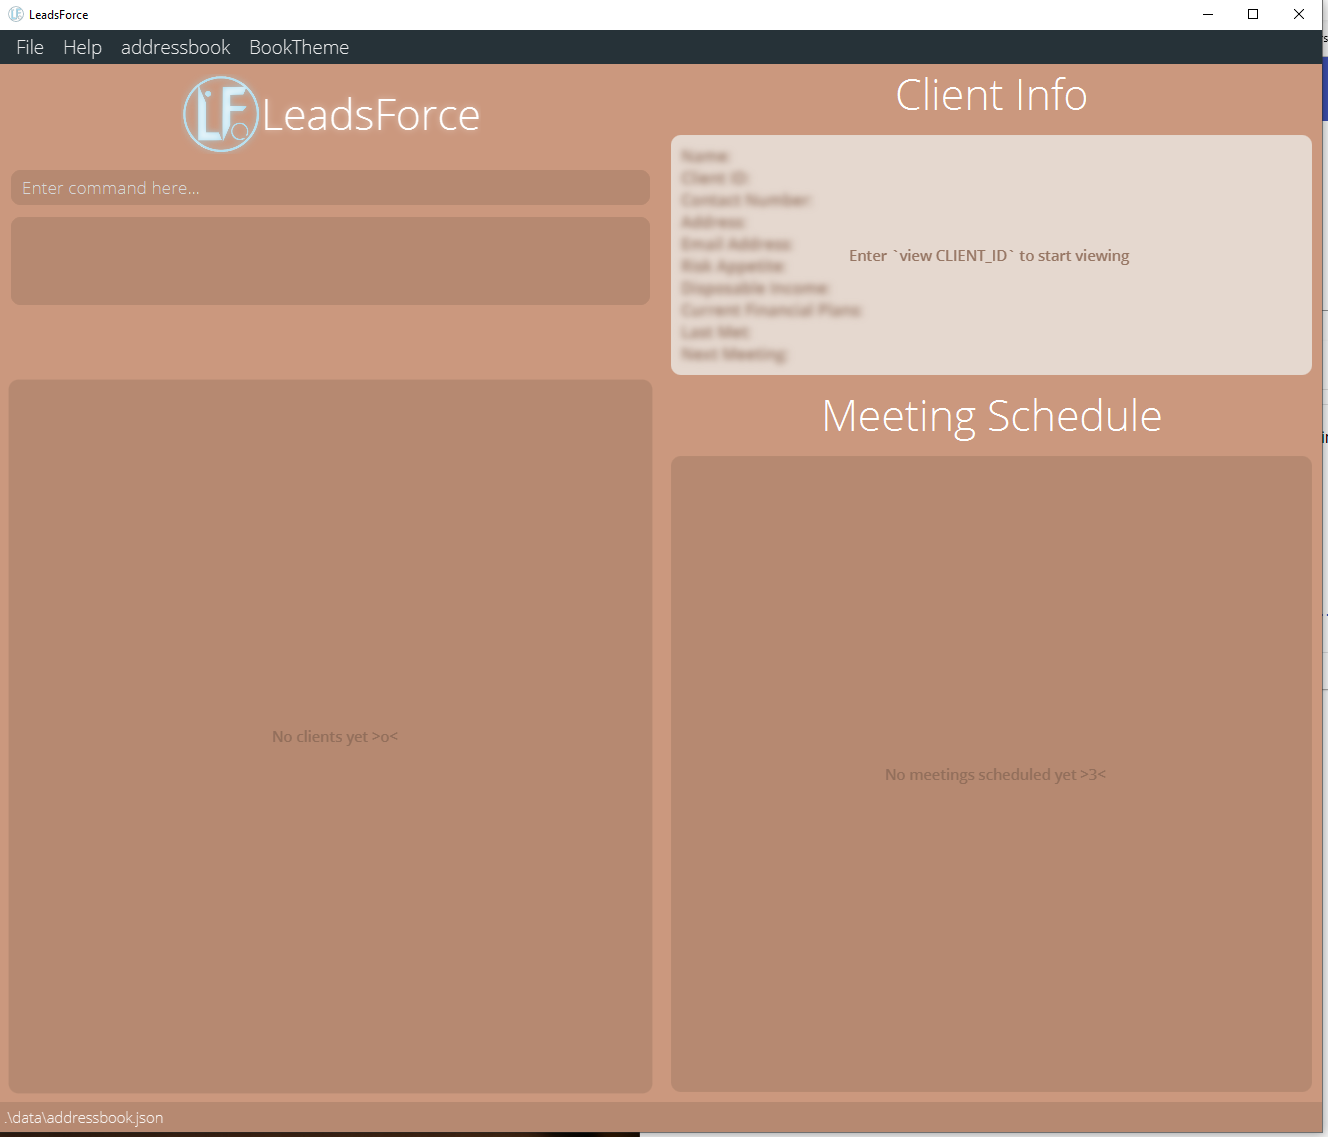 LeadsForce
File Help addressbook BookTheme
LF LeadsForce
Enter command here...
No clients yet >o<
.\data\addressbook.json
Client Info
Name:
Client ID:
Contact Number:
Address:
Email Address:
Risk Appetite:
Disposable Income:
Current Financial Plans:
Last Met:
Next Meeting:
Enter `view CLIENT_ID` to start viewing
Meeting Schedule
No meetings scheduled yet >3<